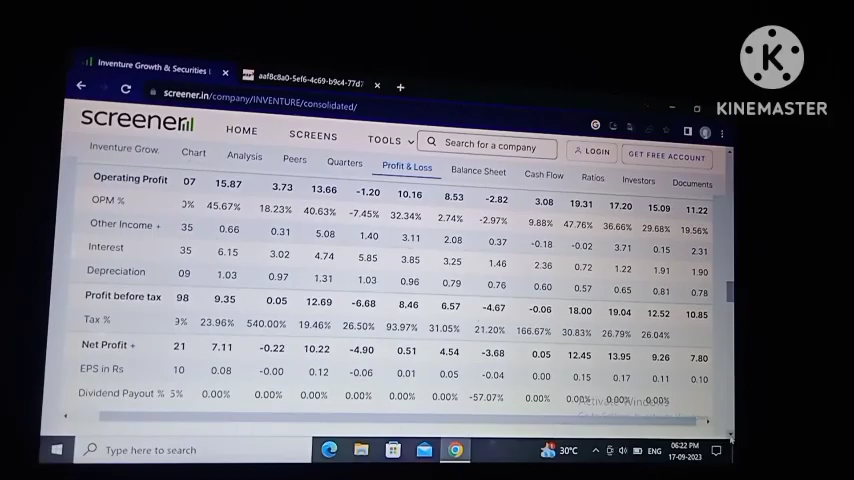 KINEMASTER
Inventure Growth & Securities L
aaf8c8a0-5ef6-4c69-b9c4-77d7
screener.in/company/INVENTURE/consolidated/
screener
HOME
SCREENS
TOOLS
Search for a company
LOGIN
GET FREE ACCOUNT
Inventure Grow. Chart Analysis Peers Quarters Profit & Loss Balance Sheet Cash Flow Ratios Investors Documents
Operating Profit 07 15.87 3.73 13.66 -1.20 10.16 8.53 -2.82 3.08 19.31 17.20 15.09 11.22
OPM % 0% 45.67% 18.23% 40.63% -7.45% 32.34% 2.74% -2.97% 9.88% 47.76% 36.66% 29.68% 19.56%
Other Income + 35 0.66 0.31 5.08 1.40 3.11 2.08 0.37 -0.18 -0.02 3.71 0.15 2.31
Interest 35 6.15 3.02 4.74 5.85 3.85 3.25 1.46 2.36 0.72 1.22 1.91 1.90
Depreciation 09 1.03 0.97 1.31 1.03 0.96 0.79 0.76 0.60 0.57 0.65 0.81 0.78
Profit before tax 98 9.35 0.05 12.69 -6.68 8.46 6.57 -4.67 -0.06 18.00 19.04 12.52 10.85
Tax % 9% 23.96% 540.00% 19.46% 26.50% 93.97% 31.05% 21.20% 166.67% 30.83% 26.79% 26.04%
Net Profit + 21 7.11 -0.22 10.22 -4.90 0.51 4.54 -3.68 0.05 12.45 13.95 9.26 7.80
EPS in Rs 10 0.08 -0.00 0.12 -0.06 0.01 0.05 -0.04 0.00 0.15 0.17 0.11 0.10
Dividend Payout % 5% 0.00% 0.00% 0.00% 0.00% 0.00% 0.00% -57.07% 0.00% 0.00% 0.00% 0.00%
Activate Windows
Type here to search
30°C
ENG
06:22 PM
17-09-2023